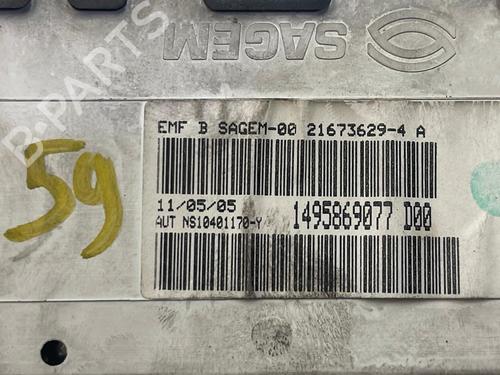 SAGEM
B-PARTS
59
EMF B SAGEM-00 21673629-4 A
11/05/05
AUT NS10401170-Y
1495869077 D00